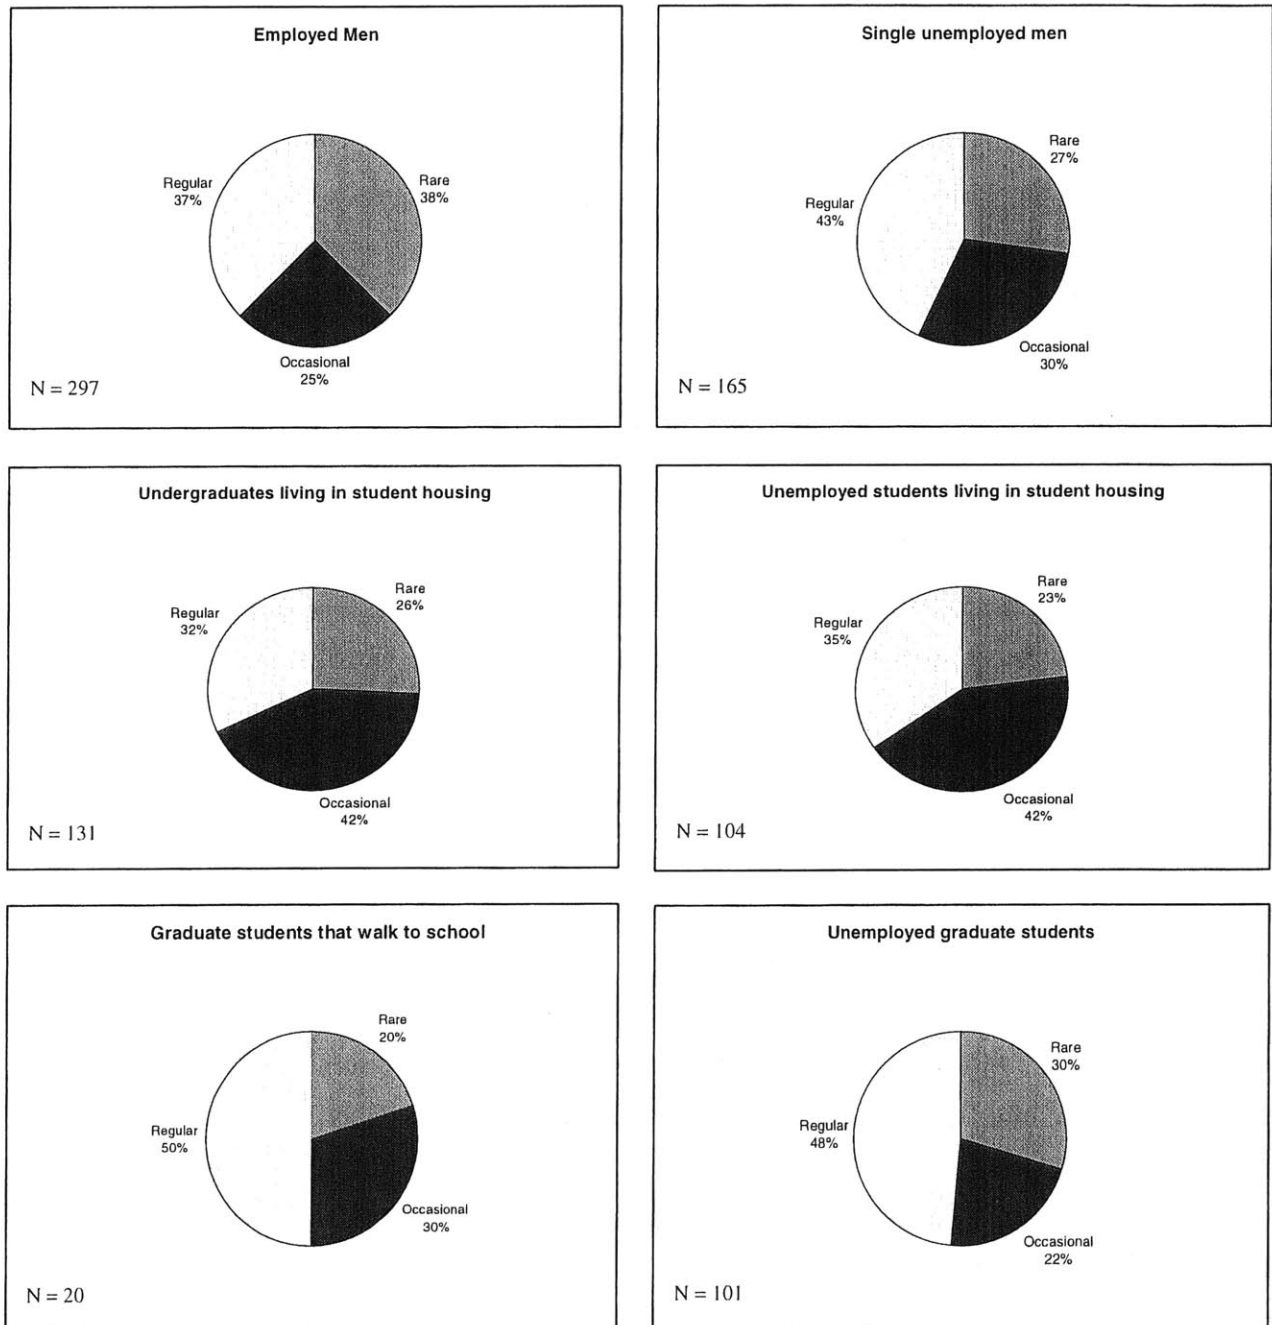 Employed Men
Regular
37%
Rare
38%
Occasional
25%
N = 297
Single unemployed men
Rare
27%
Regular
43%
Occasional
30%
N = 165
Undergraduates living in student housing
Rare
26%
Regular
32%
Occasional
42%
N = 131
Unemployed students living in student housing
Rare
23%
Regular
35%
Occasional
42%
N = 104
Graduate students that walk to school
Rare
20%
Regular
50%
Occasional
30%
N = 20
Unemployed graduate students
Rare
30%
Regular
48%
Occasional
22%
N = 101